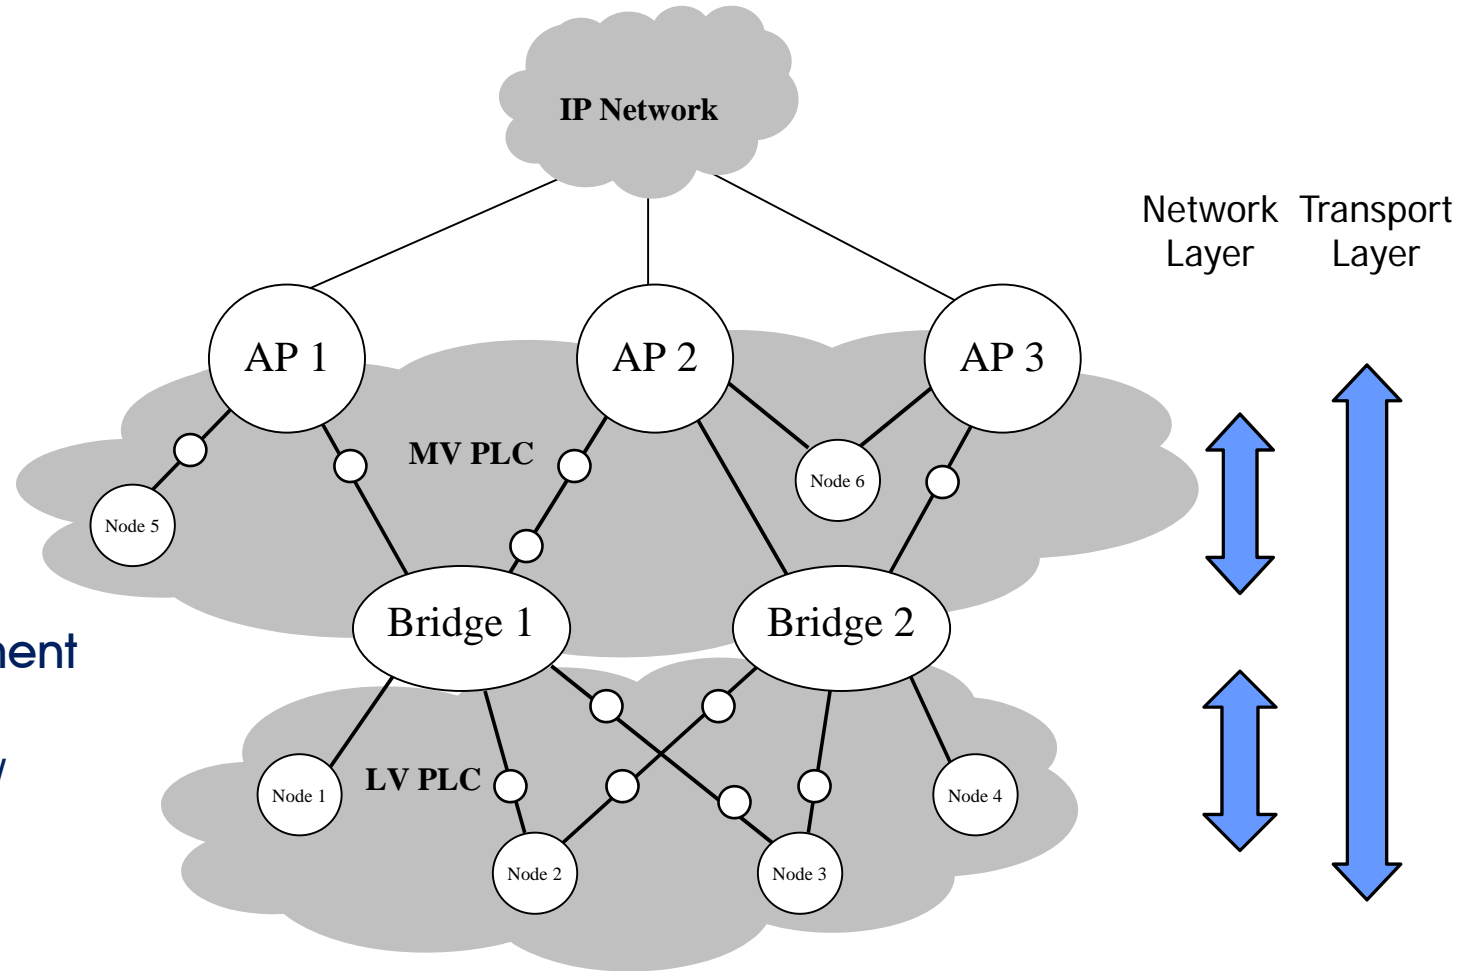 IP Network
Network Transport
Layer Layer
AP 1
AP 2
AP 3
MV PLC
Node 6
Node 5
Bridge 1
Bridge 2
LV PLC
Node 1
Node 4
Node 2
Node 3